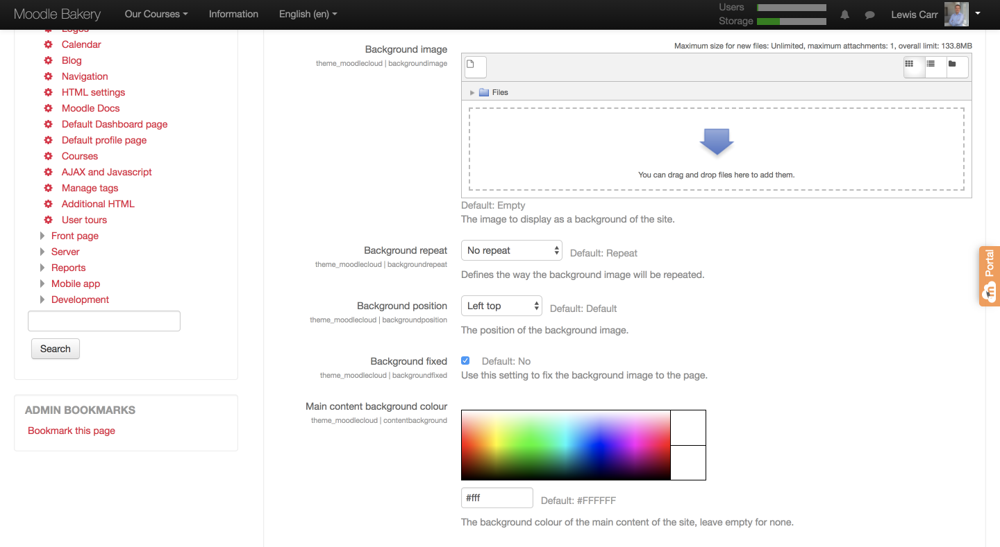 Moodle Bakery
Our Courses
Information
English (en)
Users
Storage
Lewis Carr
Logos
Calendar
Blog
Navigation
HTML settings
Moodle Docs
Default Dashboard page
Default profile page
Courses
AJAX and Javascript
Manage tags
Additional HTML
User tours
Front page
Server
Reports
Mobile app
Development
Search
ADMIN BOOKMARKS
Bookmark this page
Background image
theme_moodlecloud | backgroundimage
Maximum size for new files: Unlimited, maximum attachments: 1, overall limit: 133.8MB
Files
You can drag and drop files here to add them.
Default: Empty
The image to display as a background of the site.
Background repeat
theme_moodlecloud | backgroundrepeat
No repeat
Default: Repeat
Defines the way the background image will be repeated.
Background position
theme_moodlecloud | backgroundposition
Left top
Default: Default
The position of the background image.
Background fixed
theme_moodlecloud | backgroundfixed
Default: No
Use this setting to fix the background image to the page.
Main content background colour
theme_moodlecloud | contentbackground
#fff
Default: #FFFFFF
The background colour of the main content of the site, leave empty for none.
Portal
m